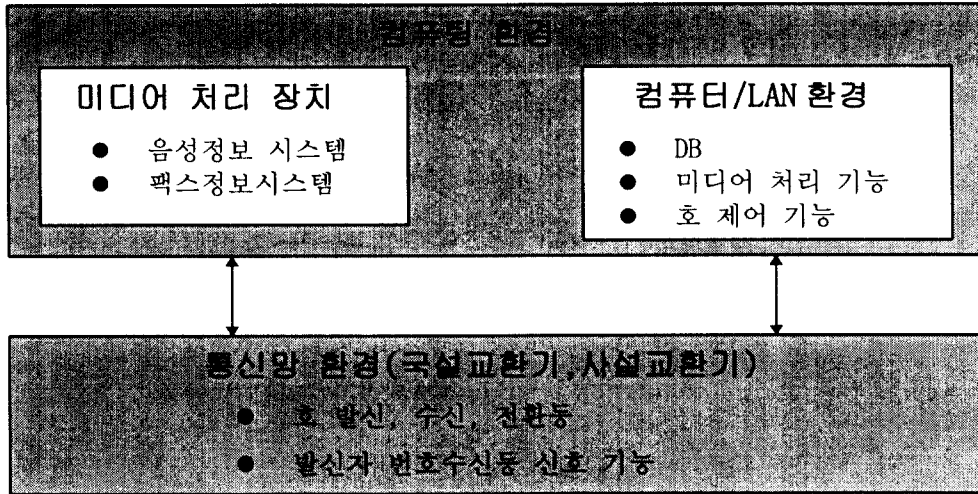 컴퓨팅 환경
미디어 처리 장치
● 음성정보 시스템
● 팩스정보시스템
컴퓨터/LAN 환경
● DB
● 미디어 처리 기능
● 호 제어 기능
통신망 환경(국설교환기,사설교환기)
● 호 발신, 수신, 전환등
● 발신자 번호수신등 신호 기능